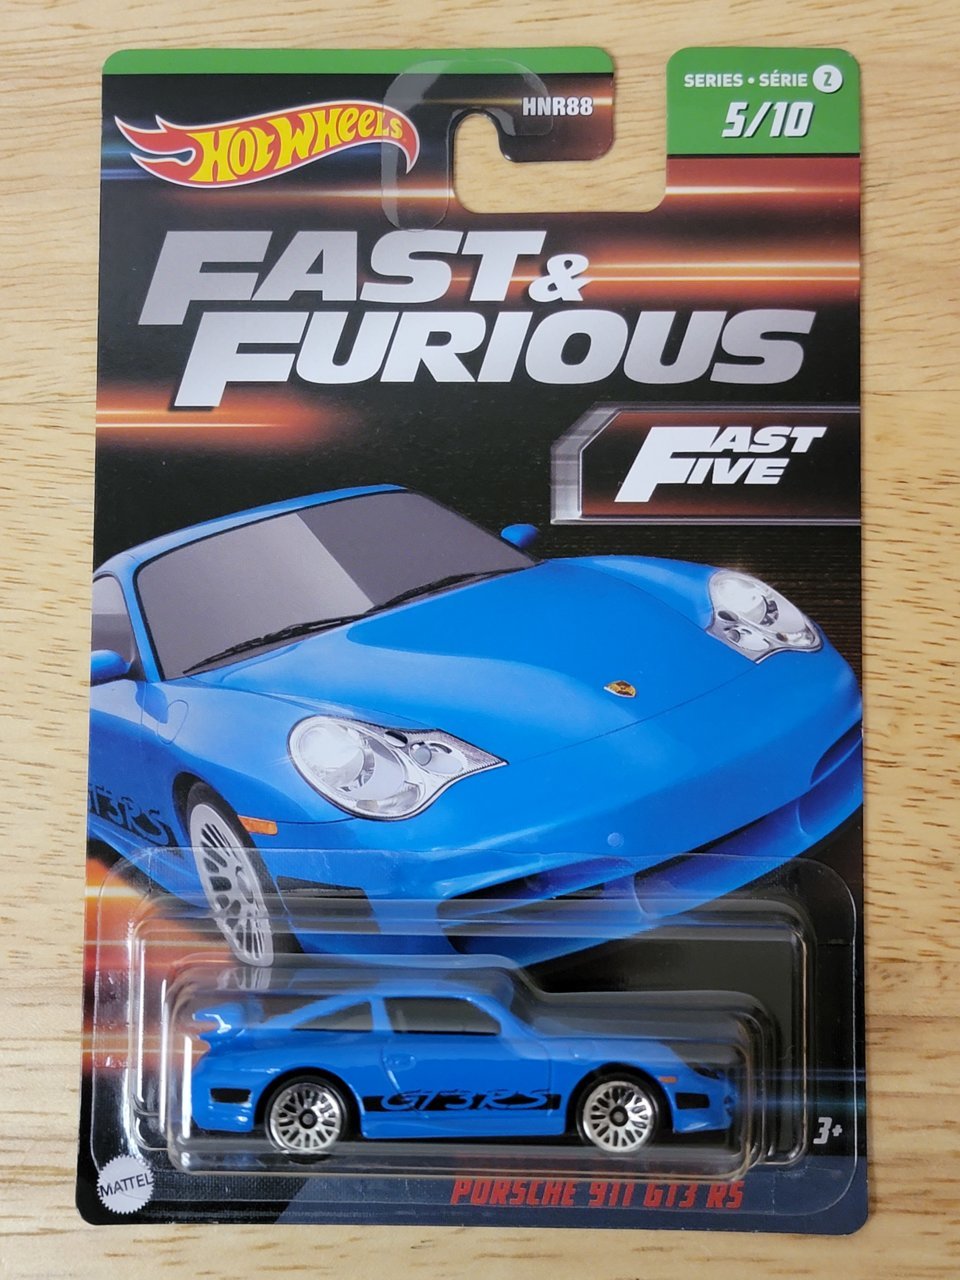 HOT WHEELS
HNR88
SERIES • SÉRIE 2
5/10
FAST &
FURIOUS
FAST
FIVE
GT3RS
GT3RS
3+
MATTEL
PORSCHE 911 GT3 RS